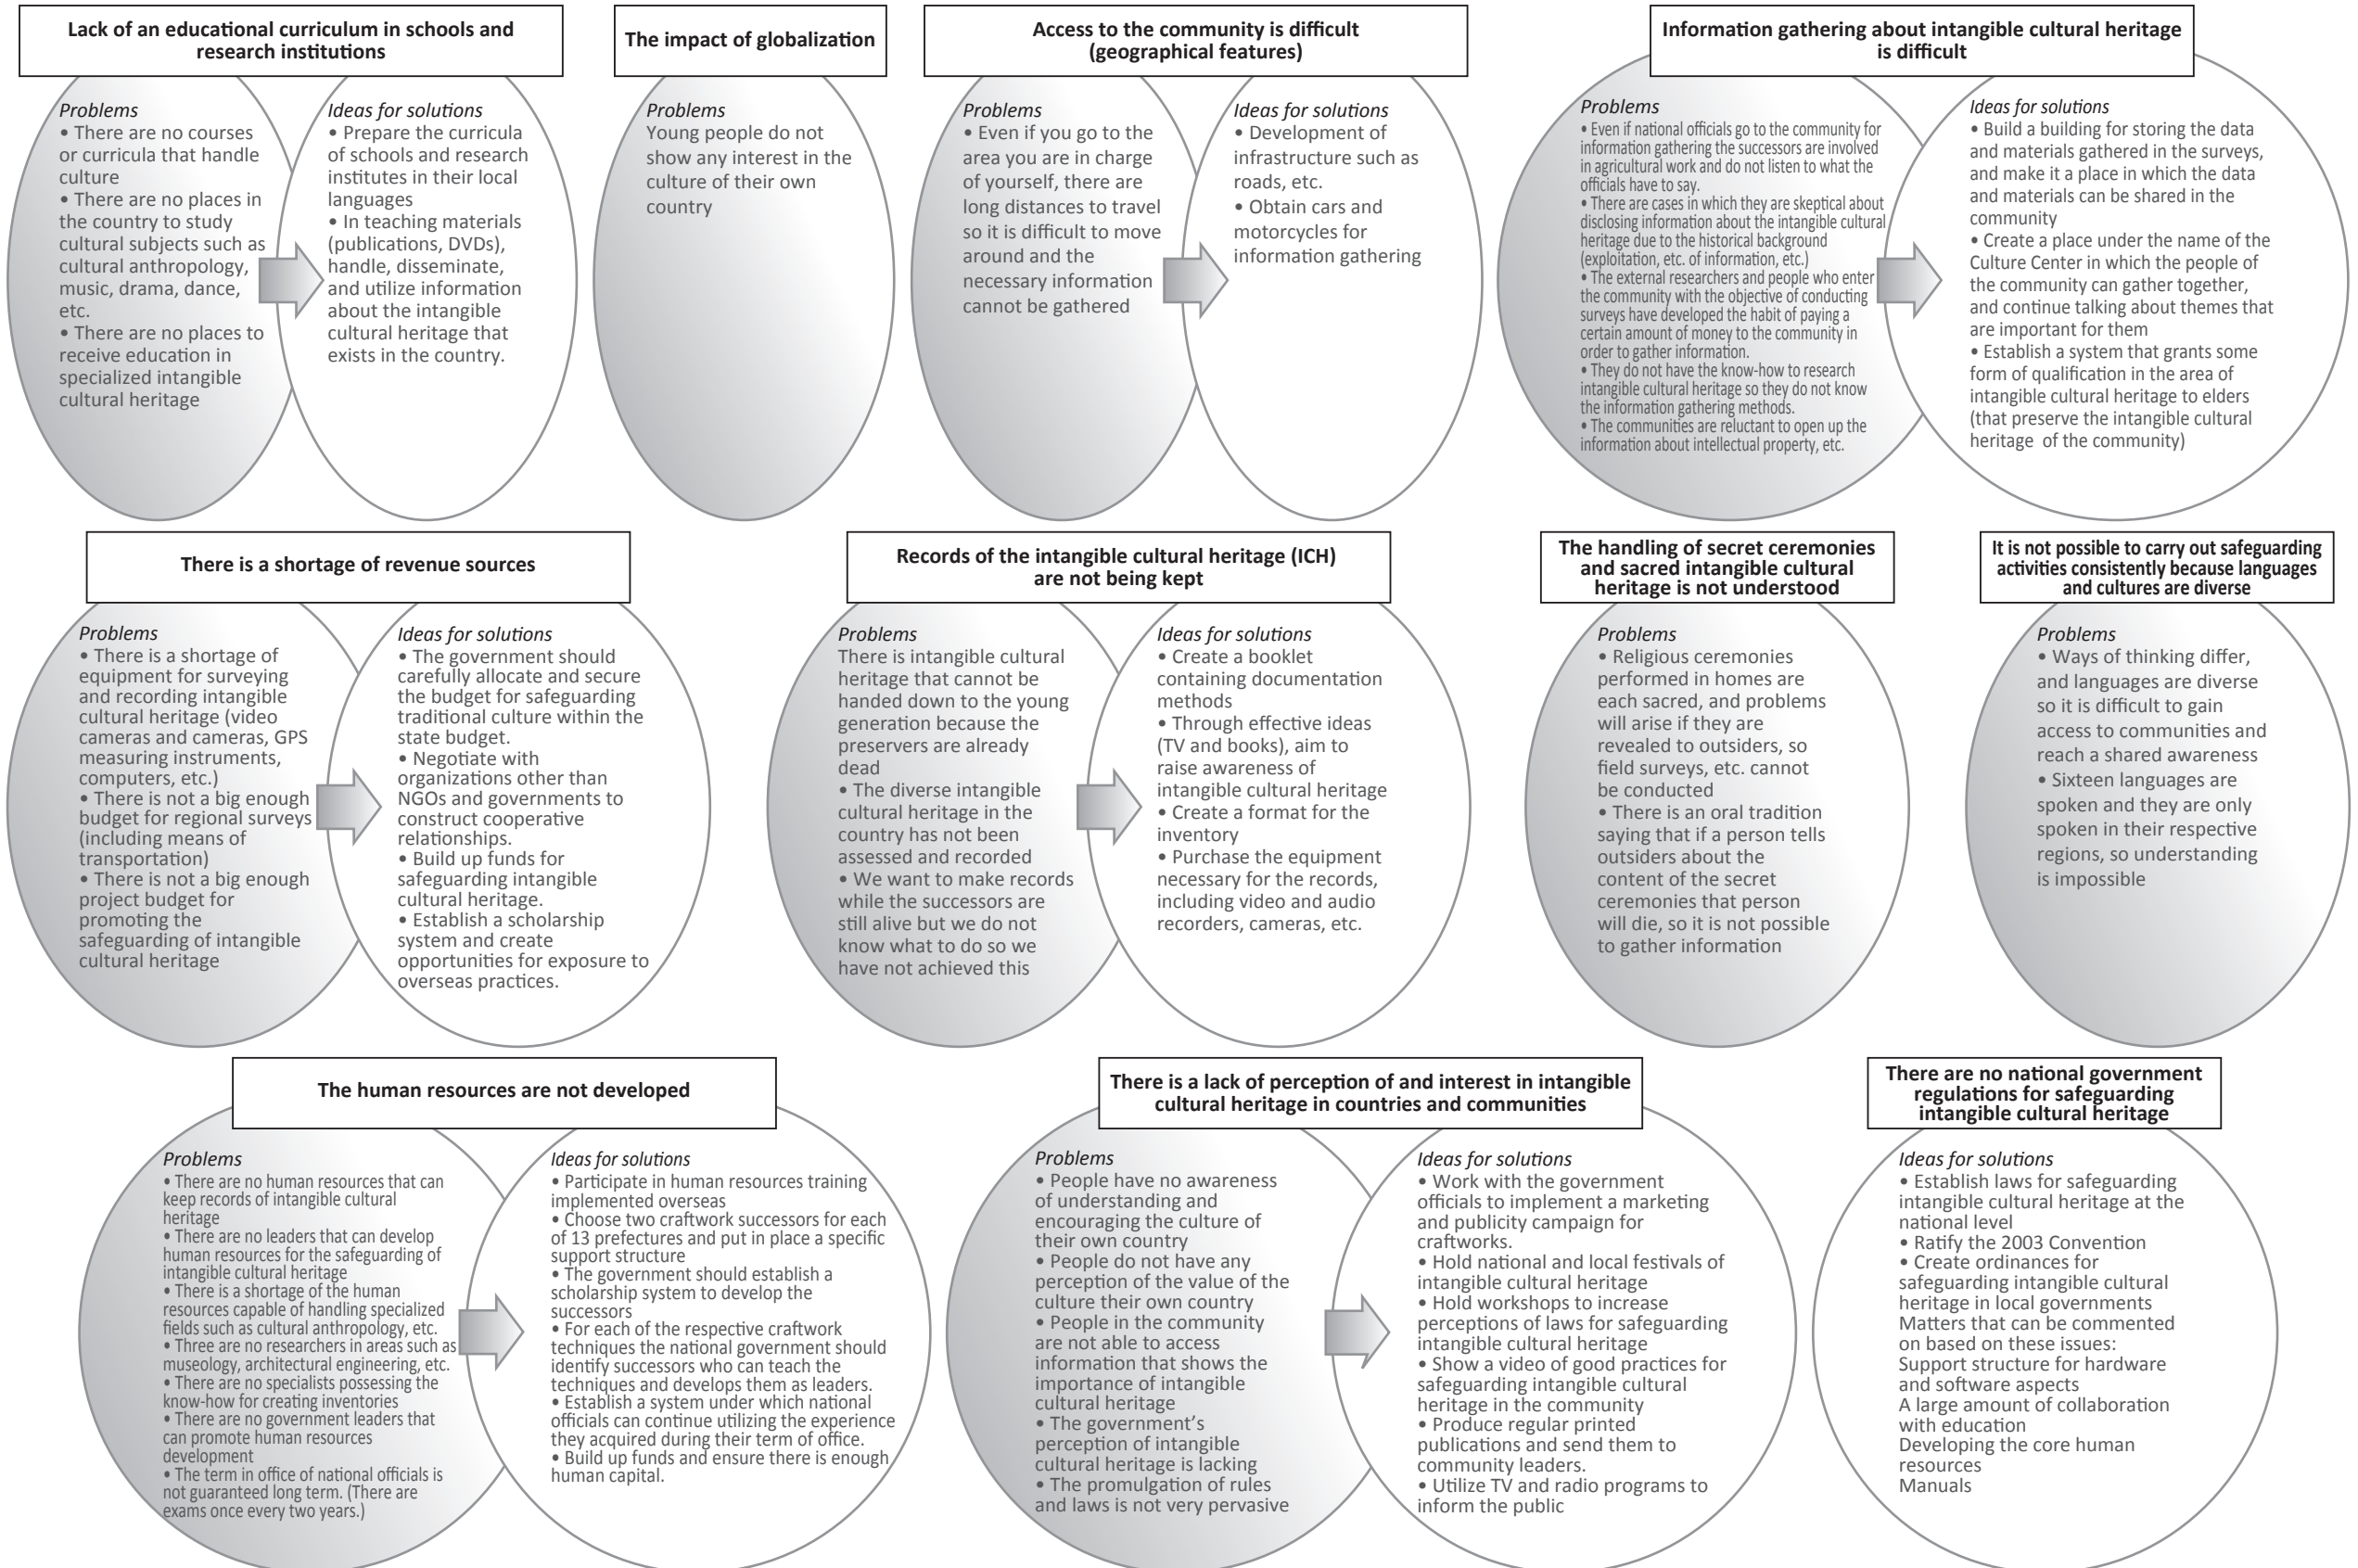 Lack of an educational curriculum in schools and
research institutions
Problems
• There are no courses
or curricula that handle
culture
• There are no places in
the country to study
cultural subjects such as
cultural anthropology,
music, drama, dance,
etc.
• There are no places to
receive education in
specialized intangible
cultural heritage
Ideas for solutions
• Prepare the curricula
of schools and research
institutes in their local
languages
• In teaching materials
(publications, DVDs),
handle, disseminate,
and utilize information
about the intangible
cultural heritage that
exists in the country.
The impact of globalization
Problems
Young people do not
show any interest in the
culture of their own
country
Access to the community is difficult
(geographical features)
Problems
• Even if you go to the
area you are in charge
of yourself, there are
long distances to travel
so it is difficult to move
around and the
necessary information
cannot be gathered
Ideas for solutions
• Development of
infrastructure such as
roads, etc.
• Obtain cars and
motorcycles for
information gathering
Information gathering about intangible cultural heritage
is difficult
Problems
• Even if national officials go to the community for
information gathering the successors are involved
in agricultural work and do not listen to what the
officials have to say.
• There are cases in which they are skeptical about
disclosing information about the intangible cultural
heritage due to the historical background
(exploitation, etc. of information, etc.)
• The external researchers and people who enter
the community with the objective of conducting
surveys have developed the habit of paying a
certain amount of money to the community in
order to gather information.
• They do not have the know-how to research
intangible cultural heritage so they do not know
the information gathering methods.
• The communities are reluctant to open up the
information about intellectual property, etc.
Ideas for solutions
• Build a building for storing the data
and materials gathered in the surveys,
and make it a place in which the data
and materials can be shared in the
community
• Create a place under the name of the
Culture Center in which the people of
the community can gather together,
and continue talking about themes that
are important for them
• Establish a system that grants some
form of qualification in the area of
intangible cultural heritage to elders
(that preserve the intangible cultural
heritage of the community)
There is a shortage of revenue sources
Problems
• There is a shortage of
equipment for surveying
and recording intangible
cultural heritage (video
cameras and cameras, GPS
measuring instruments,
computers, etc.)
• There is not a big enough
budget for regional surveys
(including means of
transportation)
• There is not a big enough
project budget for
promoting the
safeguarding of intangible
cultural heritage
Ideas for solutions
• The government should
carefully allocate and secure
the budget for safeguarding
traditional culture within the
state budget.
• Negotiate with
organizations other than
NGOs and governments to
construct cooperative
relationships.
• Build up funds for
safeguarding intangible
cultural heritage.
• Establish a scholarship
system and create
opportunities for exposure to
overseas practices.
Records of the intangible cultural heritage (ICH)
are not being kept
Problems
There is intangible cultural
heritage that cannot be
handed down to the young
generation because the
preservers are already
dead
• The diverse intangible
cultural heritage in the
country has not been
assessed and recorded
• We want to make records
while the successors are
still alive but we do not
know what to do so we
have not achieved this
Ideas for solutions
• Create a booklet
containing documentation
methods
• Through effective ideas
(TV and books), aim to
raise awareness of
intangible cultural heritage
• Create a format for the
inventory
• Purchase the equipment
necessary for the records,
including video and audio
recorders, cameras, etc.
The handling of secret ceremonies
and sacred intangible cultural
heritage is not understood
Problems
• Religious ceremonies
performed in homes are
each sacred, and problems
will arise if they are
revealed to outsiders, so
field surveys, etc. cannot
be conducted
• There is an oral tradition
saying that if a person tells
outsiders about the
content of the secret
ceremonies that person
will die, so it is not possible
to gather information
It is not possible to carry out safeguarding
activities consistently because languages
and cultures are diverse
Problems
• Ways of thinking differ,
and languages are diverse
so it is difficult to gain
access to communities and
reach a shared awareness
• Sixteen languages are
spoken and they are only
spoken in their respective
regions, so understanding
is impossible
The human resources are not developed
Problems
• There are no human resources that can
keep records of intangible cultural
heritage
• There are no leaders that can develop
human resources for the safeguarding of
intangible cultural heritage
• There is a shortage of the human
resources capable of handling specialized
fields such as cultural anthropology, etc.
• Three are no researchers in areas such as
museology, architectural engineering, etc.
• There are no specialists possessing the
know-how for creating inventories
• There are no government leaders that
can promote human resources
development
• The term in office of national officials is
not guaranteed long term. (There are
exams once every two years.)
Ideas for solutions
• Participate in human resources training
implemented overseas
• Choose two craftwork successors for each
of 13 prefectures and put in place a specific
support structure
• The government should establish a
scholarship system to develop the
successors
• For each of the respective craftwork
techniques the national government should
identify successors who can teach the
techniques and develops them as leaders.
• Establish a system under which national
officials can continue utilizing the experience
they acquired during their term of office.
• Build up funds and ensure there is enough
human capital.
There is a lack of perception of and interest in intangible
cultural heritage in countries and communities
Problems
• People have no awareness
of understanding and
encouraging the culture of
their own country
• People do not have any
perception of the value of the
culture their own country
• People in the community
are not able to access
information that shows the
importance of intangible
cultural heritage
• The government's
perception of intangible
cultural heritage is lacking
• The promulgation of rules
and laws is not very pervasive
Ideas for solutions
• Work with the government
officials to implement a marketing
and publicity campaign for
craftworks.
• Hold national and local festivals of
intangible cultural heritage
• Hold workshops to increase
perceptions of laws for safeguarding
intangible cultural heritage
• Show a video of good practices for
safeguarding intangible cultural
heritage in the community
• Produce regular printed
publications and send them to
community leaders.
• Utilize TV and radio programs to
inform the public
There are no national government
regulations for safeguarding
intangible cultural heritage
Ideas for solutions
• Establish laws for safeguarding
intangible cultural heritage at the
national level
• Ratify the 2003 Convention
• Create ordinances for
safeguarding intangible cultural
heritage in local governments
Matters that can be commented
on based on these issues:
Support structure for hardware
and software aspects
A large amount of collaboration
with education
Developing the core human
resources
Manuals